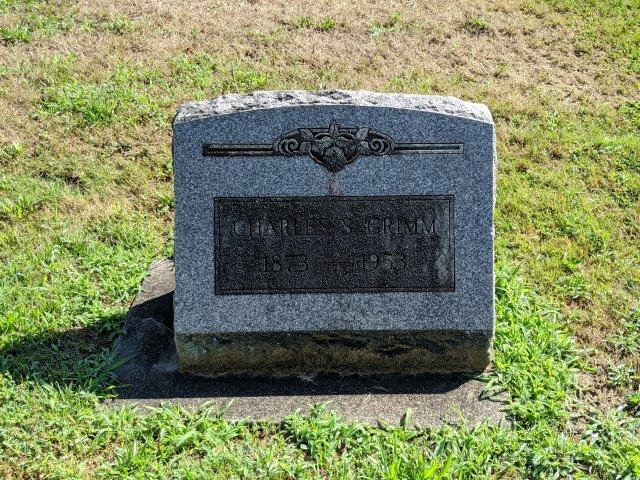 CHARLES S. GRIMM
1873 — 1953